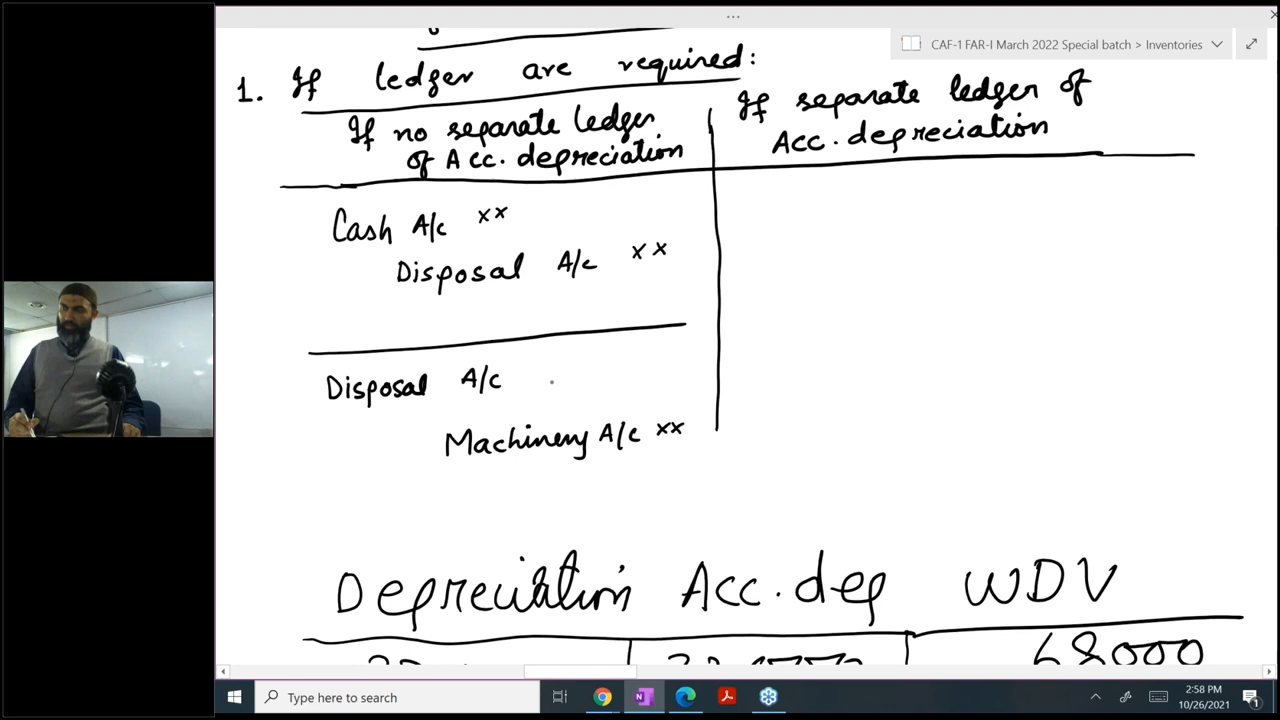 CAF-1 FAR-I March 2022 Special batch > Inventories
1. If ledger are required:
If no separate ledger
of Acc. depreciation
If separate ledger of
Acc. depreciation
Cash A/c xx
Disposal A/c xx
Disposal A/c
Machinery A/c xx
Depreciation Acc. dep WDV
68000
Type here to search
2:58 PM
10/26/2021
1